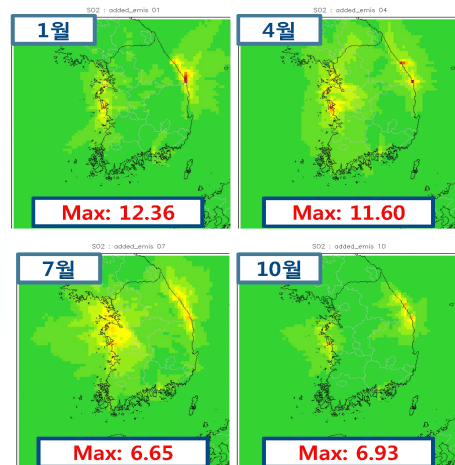 SO2 : added_emis 01
1월
Max: 12.36
SO2 : added_emis 04
4월
Max: 11.60
SO2 : added_emis 07
7월
Max: 6.65
SO2 : added_emis 10
10월
Max: 6.93